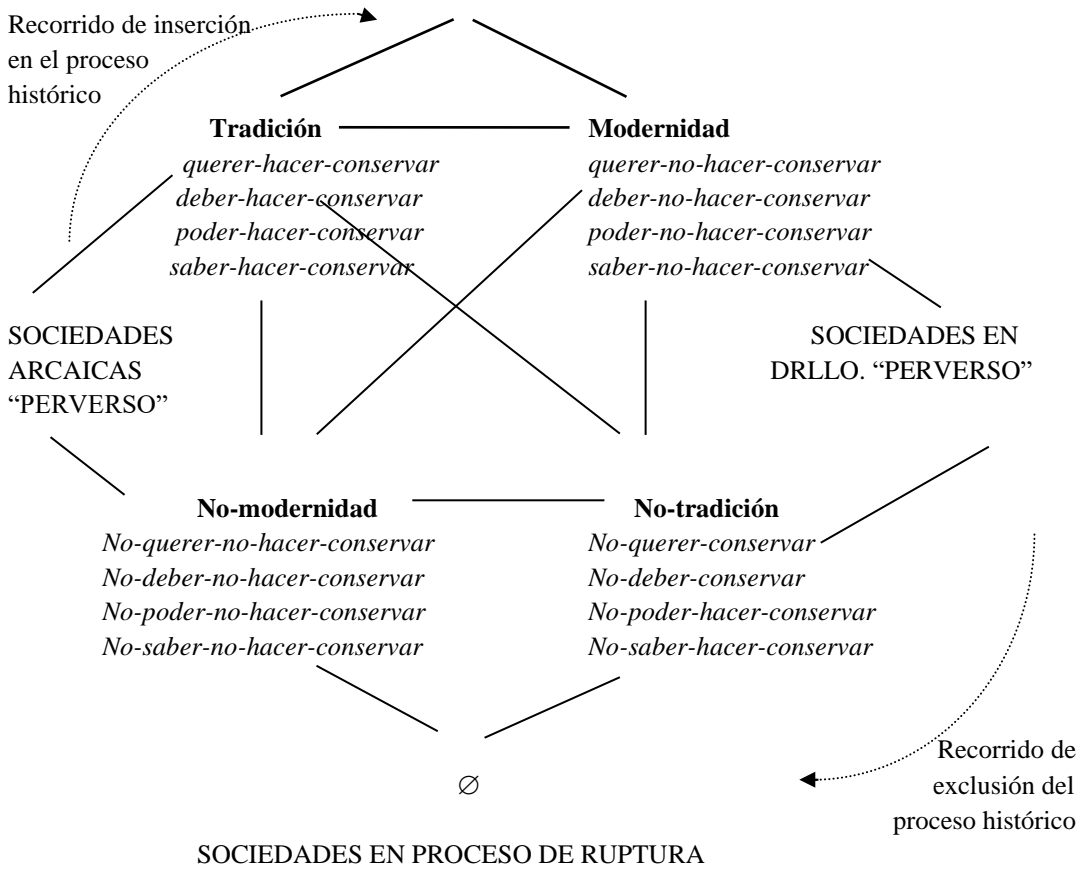 Recorrido de inserción
en el proceso
histórico
Tradición
querer-hacer-conservar
deber-hacer-conservar
poder-hacer-conservar
saber-hacer-conservar
Modernidad
querer-no-hacer-conservar
deber-no-hacer-conservar
poder-no-hacer-conservar
saber-no-hacer-conservar
SOCIEDADES
ARCAICAS
“PERVERSO”
SOCIEDADES EN
DRLLO. “PERVERSO”
No-modernidad
No-querer-no-hacer-conservar
No-deber-no-hacer-conservar
No-poder-no-hacer-conservar
No-saber-no-hacer-conservar
No-tradición
No-querer-conservar
No-deber-conservar
No-poder-hacer-conservar
No-saber-hacer-conservar
∅
Recorrido de
exclusión del
proceso histórico
SOCIEDADES EN PROCESO DE RUPTURA